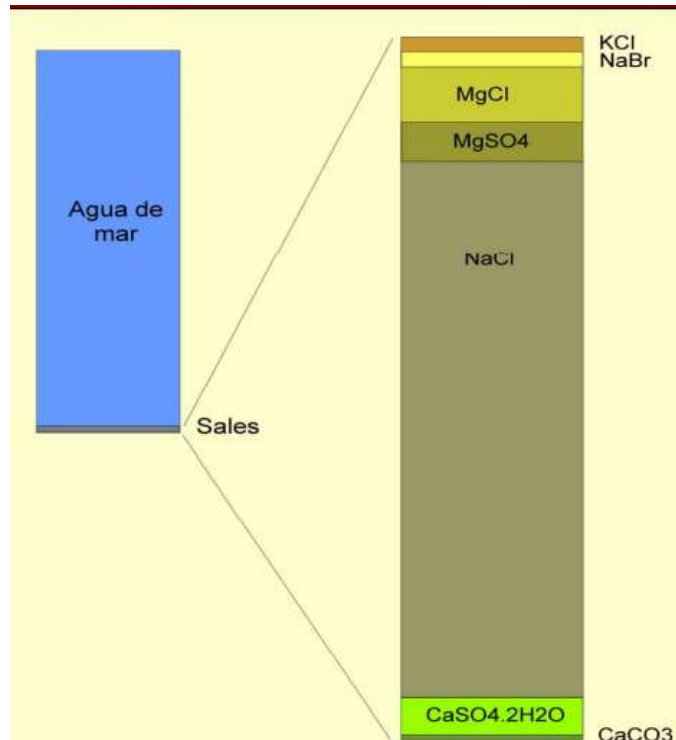 KCl
NaBr
MgCl
MgSO4
Agua de
mar
NaCl
Sales
CaSO4.2H2O
CaCO3